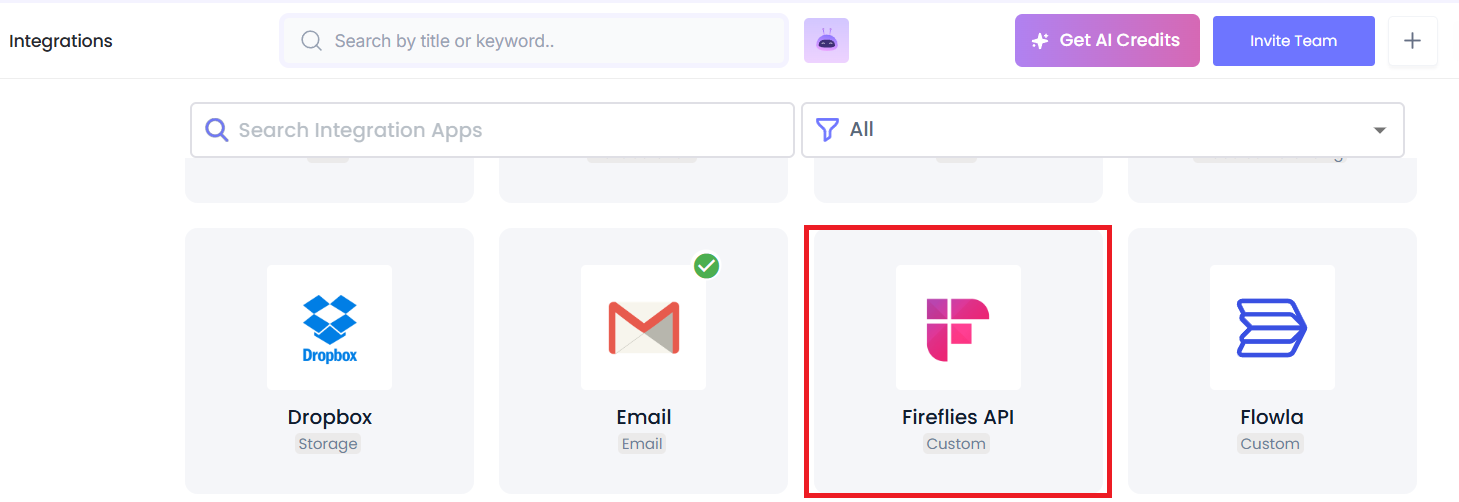 Integrations
Search by title or keyword..
Get AI Credits
Invite Team
Search Integration Apps
All
Dropbox
Dropbox
Storage
Email
Email
Fireflies API
Custom
Flowla
Custom